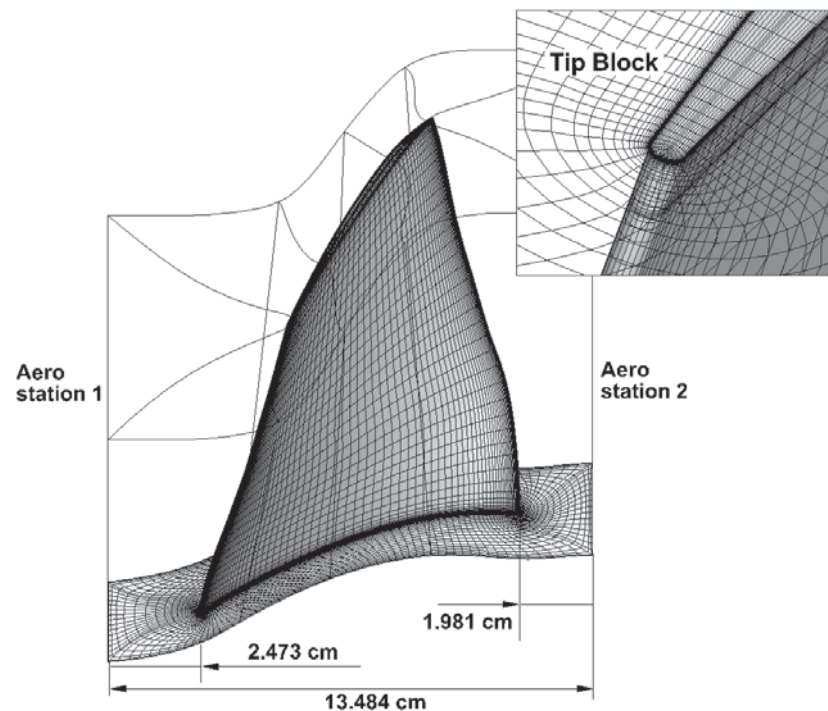 Tip Block
Aero
station 1
Aero
station 2
1.981 cm
2.473 cm
13.484 cm